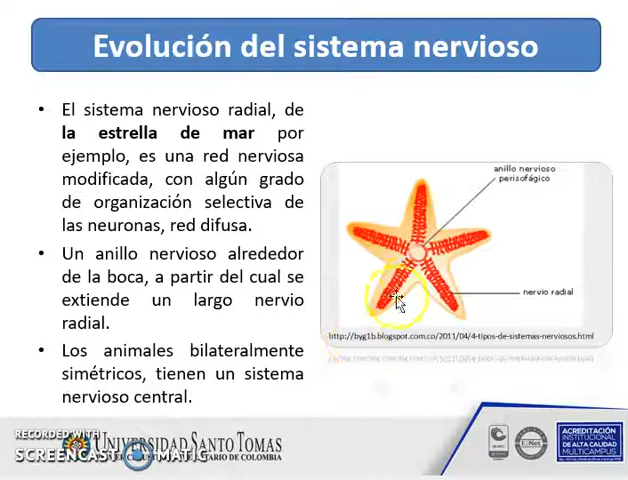 Evolución del sistema nervioso
• El sistema nervioso radial, de
la estrella de mar por
ejemplo, es una red nerviosa
modificada, con algún grado
de organización selectiva de
las neuronas, red difusa.
• Un anillo nervioso alrededor
de la boca, a partir del cual se
extiende un largo nervio
radial.
• Los animales bilateralmente
simétricos, tienen un sistema
nervioso central.
anillo nervioso
perisofágico
nervio radial
http://byg1b.blogspot.com.co/2011/04/4-tipos-de-sistemas-nerviosos.html
RECORDED WITH
SCREENCAST MATIC
UNIVERSIDAD SANTO TOMAS
DE COLOMBIA
IQNet
ACREDITACIÓN
INSTITUCIONAL
DE ALTA CALIDAD
MULTICAMPUS